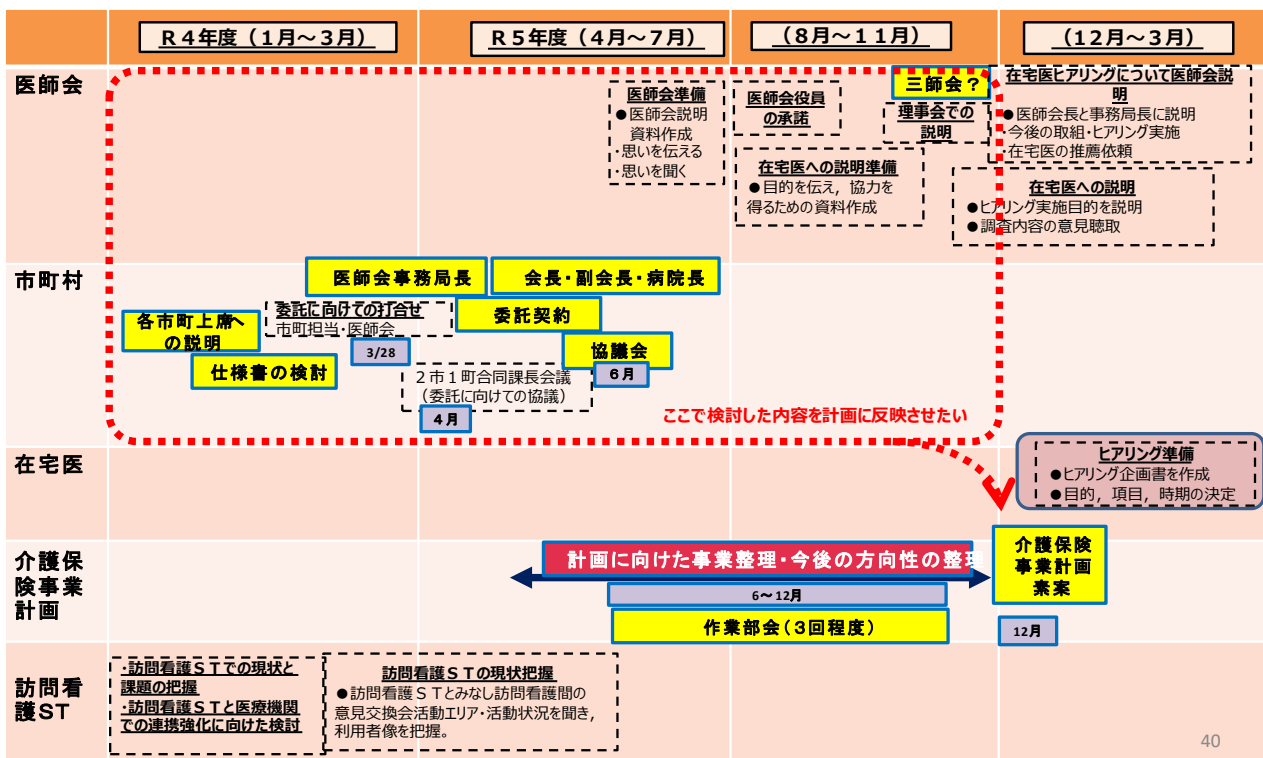 R4年度(1月~3月)
R5年度(4月~7月)
(8月~11月)
(12月~3月)
医師会
医師会準備
●医師会説明
資料作成
・思いを伝える
・思いを聞く
医師会役員
の承諾
三師会?
理事会での
説明
在宅医ヒアリングについて医師会説
明
●医師会長と事務局長に説明
・今後の取組・ヒアリング実施
・在宅医の推薦依頼
在宅医への説明準備
●目的を伝え,協力を
得るための資料作成
在宅医への説明
●ヒアリング実施目的を説明
●調査内容の意見聴取
市町村
医師会事務局長
会長・副会長・病院長
各市町上席へ
の説明
委託に向けての打合せ
市町担当・医師会
3/28
委託契約
仕様書の検討
協議会
6月
2市1町合同課長会議
(委託に向けての協議)
4月
ここで検討した内容を計画に反映させたい
在宅医
ヒアリング準備
●ヒアリング企画書を作成
●目的,項目,時期の決定
介護保
険事業
計画
計画に向けた事業整理・今後の方向性の整理
6~12月
作業部会(3回程度)
介護保険
事業計画
素案
12月
訪問看
護ST
・訪問看護STでの現状と
課題の把握
・訪問看護STと医療機関
での連携強化に向けた検討
訪問看護STの現状把握
●訪問看護STとみなし訪問看護間の
意見交換会活動エリア・活動状況を聞き,
利用者像を把握。
40